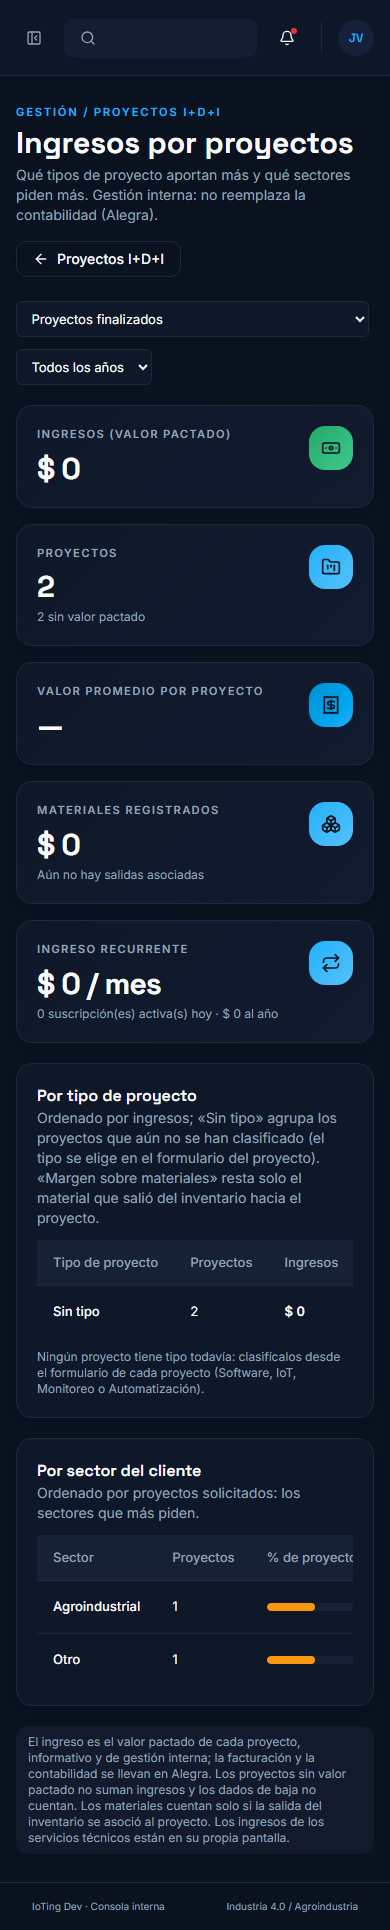 JV
GESTIÓN / PROYECTOS I+D+I
Ingresos por proyectos
Qué tipos de proyecto aportan más y qué sectores
piden más. Gestión interna: no reemplaza la
contabilidad (Alegra).
Proyectos I+D+I
Proyectos finalizados
Todos los años
INGRESOS (VALOR PACTADO)
$ 0
PROYECTOS
2
2 sin valor pactado
VALOR PROMEDIO POR PROYECTO
—
MATERIALES REGISTRADOS
$ 0
Aún no hay salidas asociadas
INGRESO RECURRENTE
$ 0 / mes
0 suscripción(es) activa(s) hoy · $ 0 al año
Por tipo de proyecto
Ordenado por ingresos; «Sin tipo» agrupa los
proyectos que aún no se han clasificado (el
tipo se elige en el formulario del proyecto).
«Margen sobre materiales» resta solo el
material que salió del inventario hacia el
proyecto.
Tipo de proyecto Proyectos Ingresos
Sin tipo 2 $ 0
Ningún proyecto tiene tipo todavía: clasifícalos desde
el formulario de cada proyecto (Software, IoT,
Monitoreo o Automatización).
Por sector del cliente
Ordenado por proyectos solicitados: los
sectores que más piden.
Sector Proyectos % de proyecto
Agroindustrial 1
Otro 1
El ingreso es el valor pactado de cada proyecto,
informativo y de gestión interna; la facturación y la
contabilidad se llevan en Alegra. Los proyectos sin valor
pactado no suman ingresos y los dados de baja no
cuentan. Los materiales cuentan solo si la salida del
inventario se asoció al proyecto. Los ingresos de los
servicios técnicos están en su propia pantalla.
IoTing Dev · Consola interna Industria 4.0 / Agroindustria